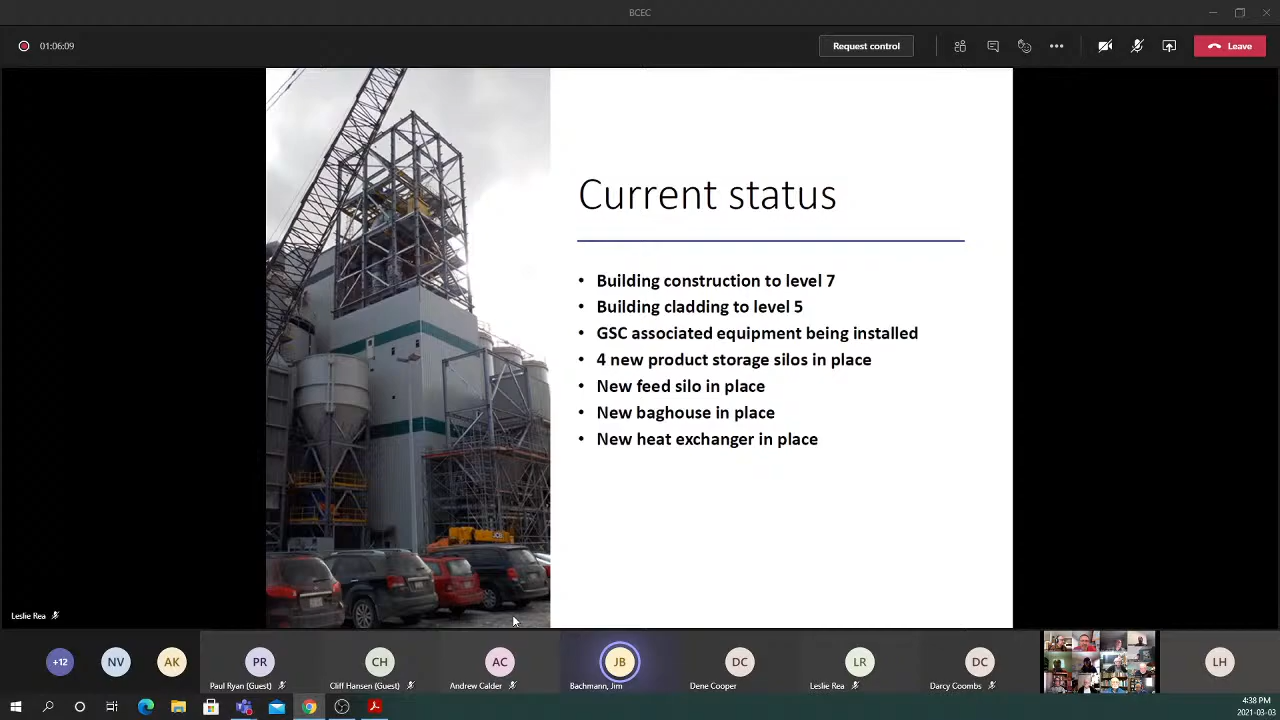 BCEC
01:06:09
Request control
Leave
Current status
• Building construction to level 7
• Building cladding to level 5
• GSC associated equipment being installed
• 4 new product storage silos in place
• New feed silo in place
• New baghouse in place
• New heat exchanger in place
Leslie Rea
+12
NV
AK
PR
CH
AC
JB
DC
LR
DC
LH
Paul Ryan (Guest)
Cliff Hansen (Guest)
Andrew Calder
Bachmann, Jim
Dene Cooper
Leslie Rea
Darcy Coombs
4:38 PM
2021-03-03